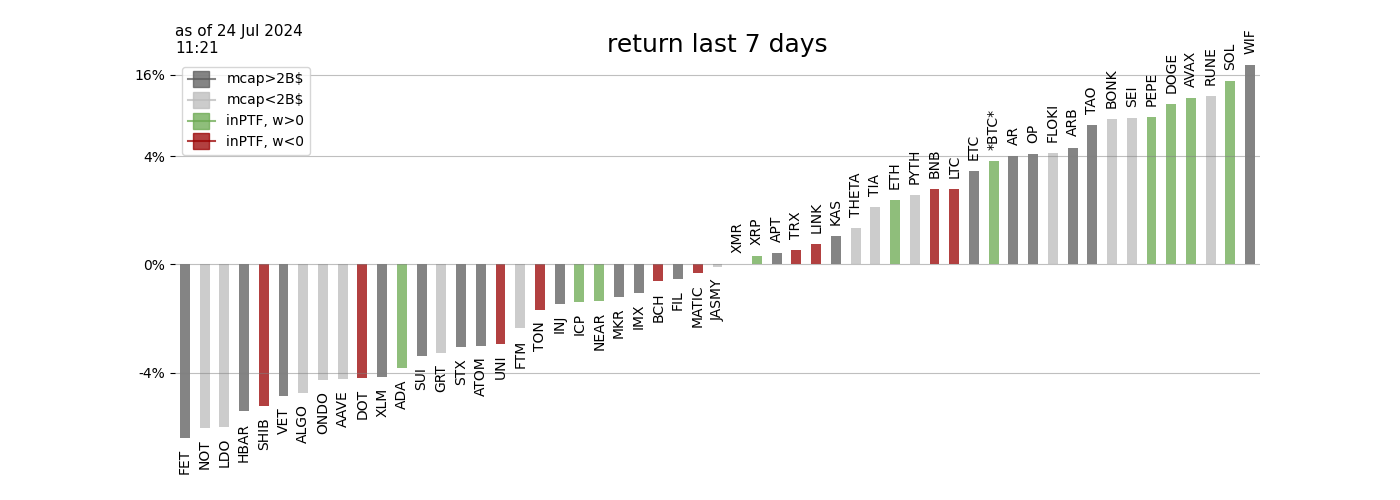 as of 24 Jul 2024
11:21
return last 7 days
16%
4%
0%
-4%
mcap>2B$
mcap<2B$
inPTF, w>0
inPTF, w<0
FET
NOT
LDO
HBAR
SHIB
VET
ALGO
ONDO
AAVE
DOT
XLM
ADA
SUI
GRT
STX
ATOM
UNI
FTM
TON
INJ
ICP
NEAR
MKR
IMX
BCH
FIL
MATIC
JASMY
XMR
XRP
APT
TRX
LINK
KAS
THETA
TIA
ETH
PYTH
BNB
LTC
ETC
*BTC*
AR
OP
FLOKI
ARB
TAO
BONK
SEI
PEPE
DOGE
AVAX
RUNE
SOL
WIF